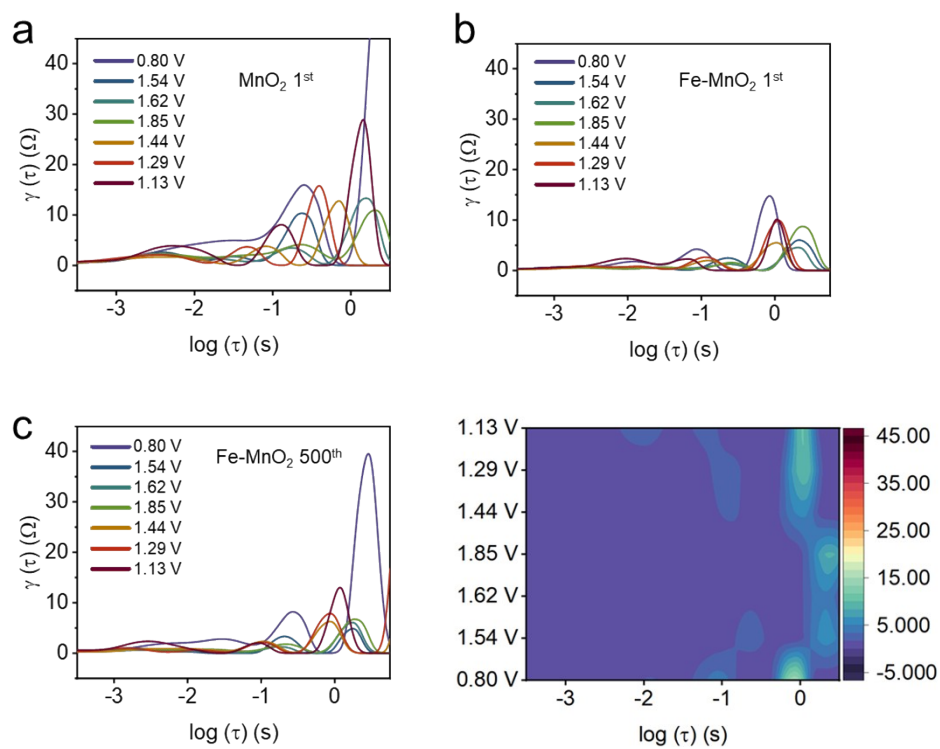 a
MnO₂ 1ˢᵗ
0.80 V
1.54 V
1.62 V
1.85 V
1.44 V
1.29 V
1.13 V
γ (τ) (Ω)
40
30
20
10
0
-3 -2 -1 0
log (τ) (s)
b
Fe-MnO₂ 1ˢᵗ
0.80 V
1.54 V
1.62 V
1.85 V
1.44 V
1.29 V
1.13 V
γ (τ) (Ω)
40
30
20
10
0
-3 -2 -1 0
log (τ) (s)
c
Fe-MnO₂ 500ᵗʰ
0.80 V
1.54 V
1.62 V
1.85 V
1.44 V
1.29 V
1.13 V
γ (τ) (Ω)
40
30
20
10
0
-3 -2 -1 0
log (τ) (s)
1.13 V
1.29 V
1.44 V
1.85 V
1.62 V
1.54 V
0.80 V
-3 -2 -1 0
log (τ) (s)
45.00
35.00
25.00
15.00
5.000
-5.000